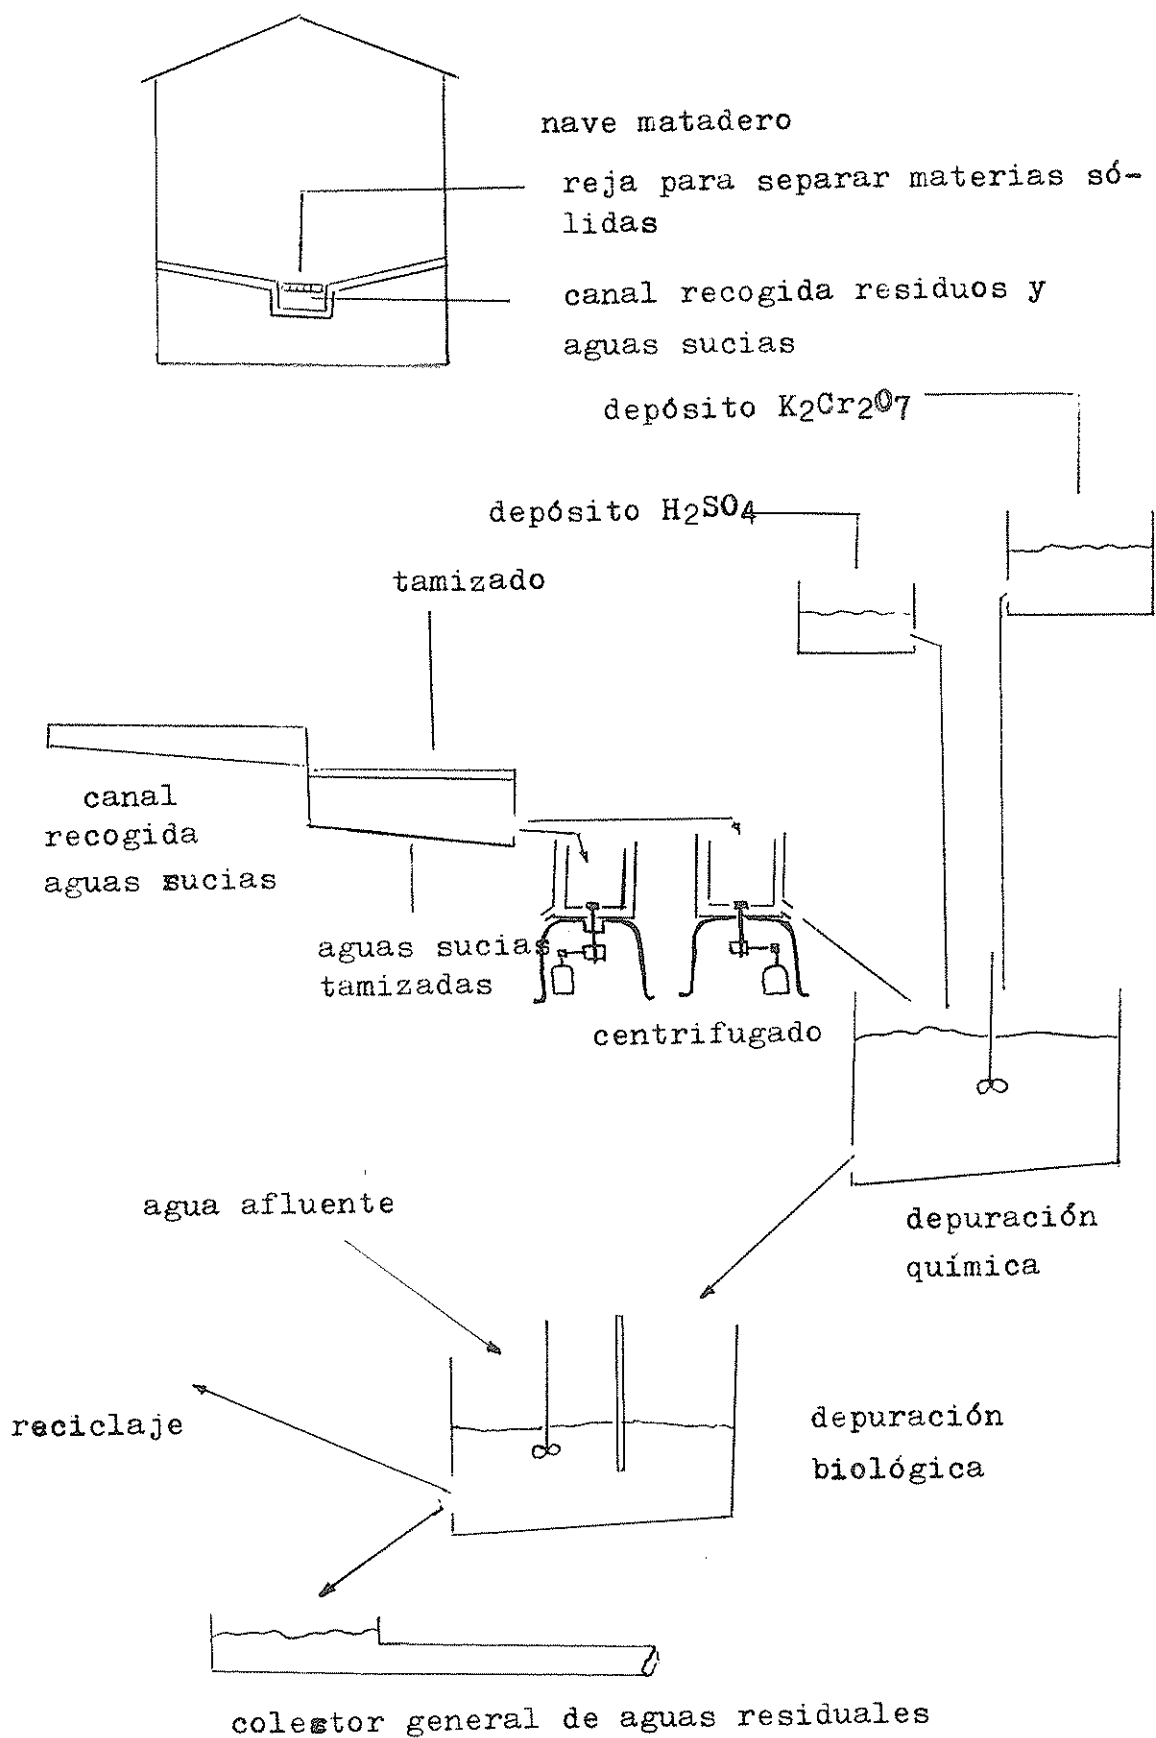 nave matadero
reja para separar materias só-
lidas
canal recogida residuos y
aguas sucias
depósito K2Cr2O7
depósito H2SO4
tamizado
canal
recogida
aguas sucias
aguas sucias
tamizadas
centrifugado
depuración
química
agua afluente
reciclaje
depuración
biológica
colector general de aguas residuales